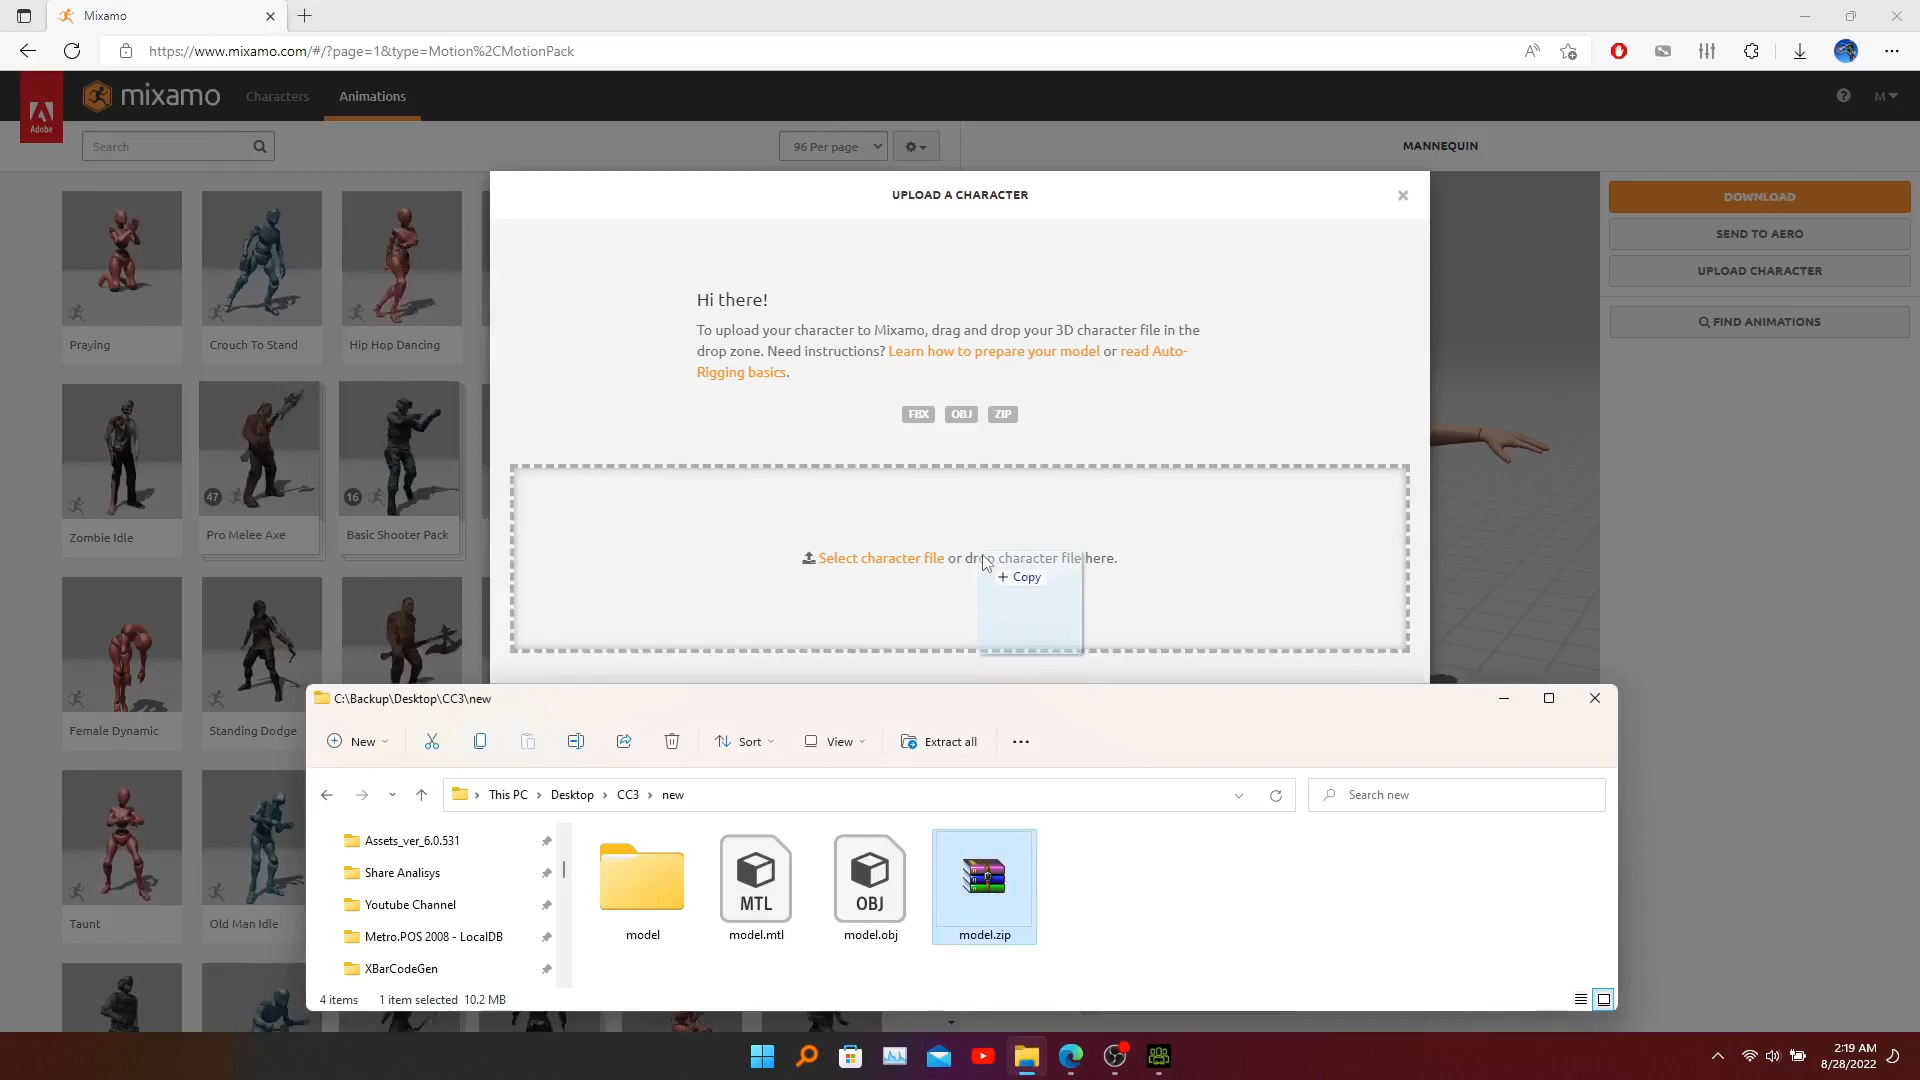 Mixamo
https://www.mixamo.com/#/?page=1&type=Motion%2CMotionPack
Adobe
mixamo
Characters
Animations
M
Search
96 Per page
MANNEQUIN
UPLOAD A CHARACTER
DOWNLOAD
SEND TO AERO
UPLOAD CHARACTER
FIND ANIMATIONS
Hi there!
To upload your character to Mixamo, drag and drop your 3D character file in the
drop zone. Need instructions? Learn how to prepare your model or read Auto-
Rigging basics.
FBX OBJ ZIP
Select character file or drop character file here.
+ Copy
Praying
Crouch To Stand
Hip Hop Dancing
Zombie Idle
47
Pro Melee Axe
16
Basic Shooter Pack
Female Dynamic
Standing Dodge
Taunt
Old Man Idle
C:\Backup\Desktop\CC3\new
New
Sort
View
Extract all
This PC > Desktop > CC3 > new
Search new
Assets_ver_6.0.531
Share Analisys
Youtube Channel
Metro.POS 2008 - LocalDB
XBarCodeGen
model
MTL
model.mtl
OBJ
model.obj
model.zip
4 items
1 item selected 10.2 MB
2:19 AM
8/28/2022